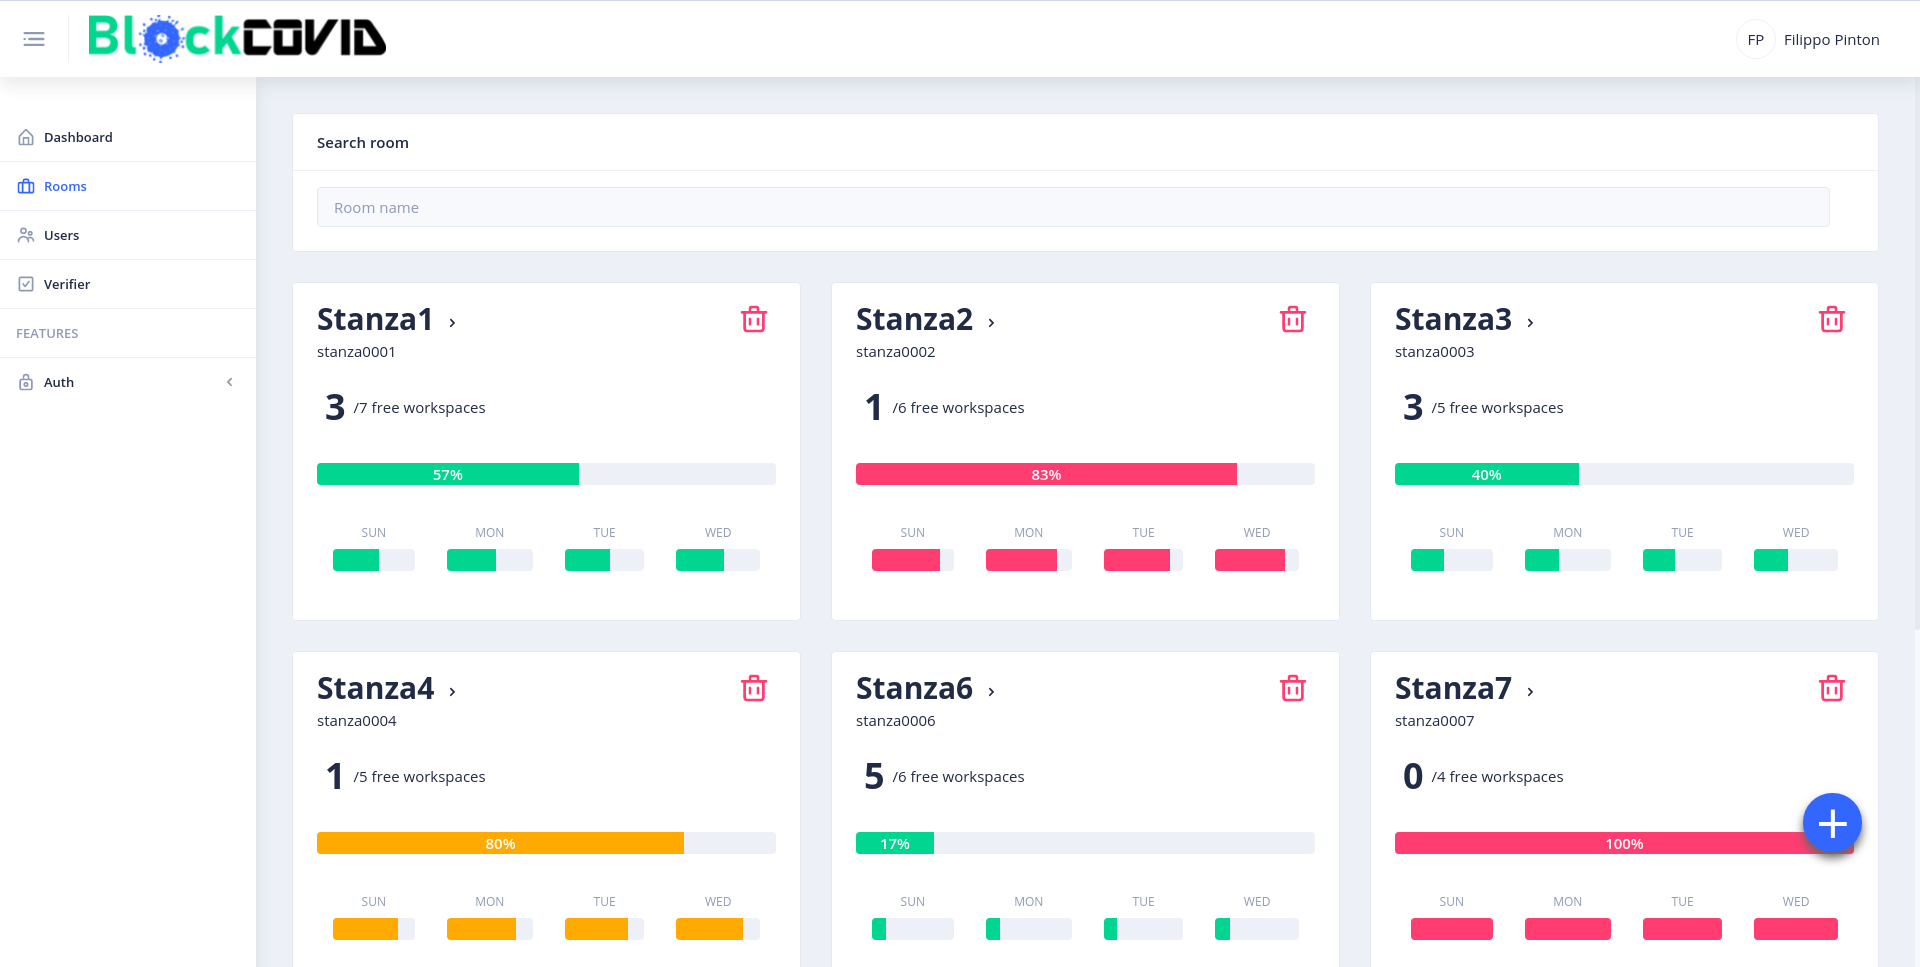 BlockCOVID
FP Filippo Pinton
Dashboard
Rooms
Users
Verifier
FEATURES
Auth
Search room
Room name
Stanza1
stanza0001
3 /7 free workspaces
57%
SUN MON TUE WED
Stanza2
stanza0002
1 /6 free workspaces
83%
SUN MON TUE WED
Stanza3
stanza0003
3 /5 free workspaces
40%
SUN MON TUE WED
Stanza4
stanza0004
1 /5 free workspaces
80%
SUN MON TUE WED
Stanza6
stanza0006
5 /6 free workspaces
17%
SUN MON TUE WED
Stanza7
stanza0007
0 /4 free workspaces
100%
SUN MON TUE WED